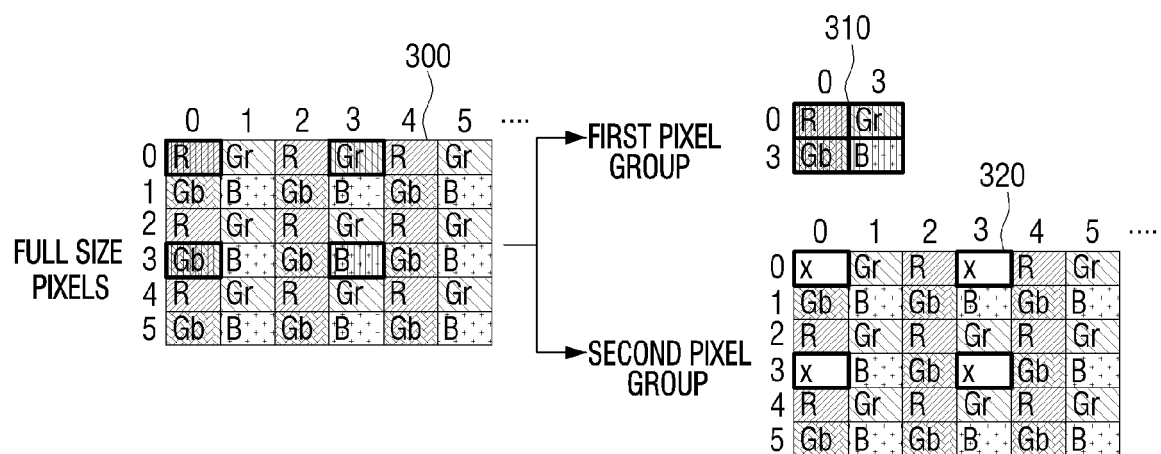 300
0 1 2 3 4 5 ....
0 R Gr R Gr R Gr
1 Gb B Gb B Gb B
2 R Gr R Gr R Gr
3 Gb B Gb B Gb B
4 R Gr R Gr R Gr
5 Gb B Gb B Gb B
FULL SIZE
PIXELS
FIRST PIXEL
GROUP
310
0 3
0 R Gr
3 Gb B
SECOND PIXEL
GROUP
320
0 1 2 3 4 5 ....
0 x Gr R x R Gr
1 Gb B Gb B Gb B
2 R Gr R Gr R Gr
3 x B Gb x Gb B
4 R Gr R Gr R Gr
5 Gb B Gb B Gb B